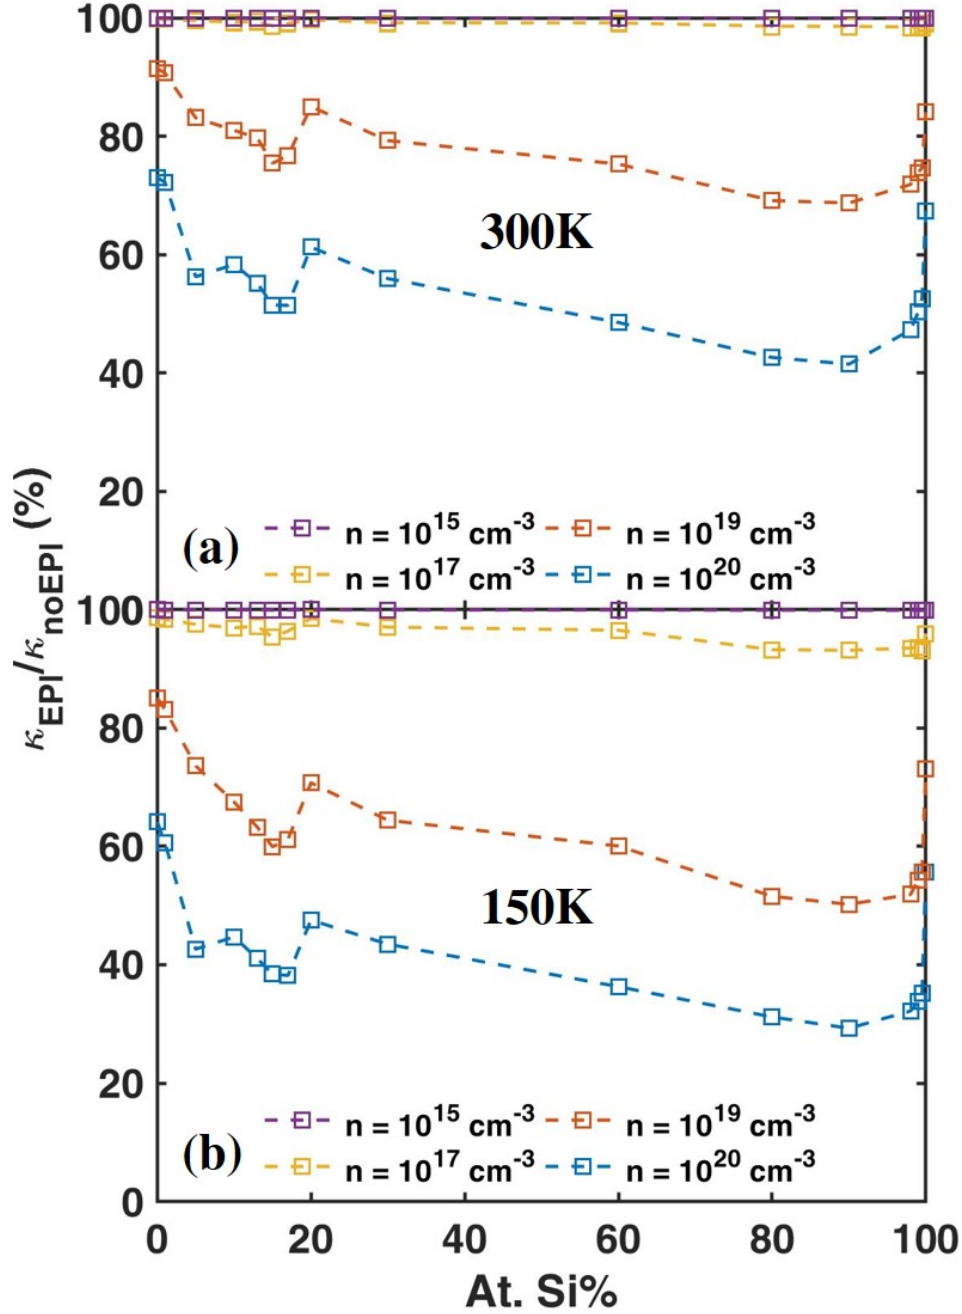 100
80
60
40
20
300K
(a)
n = 10^15 cm^-3
n = 10^19 cm^-3
n = 10^17 cm^-3
n = 10^20 cm^-3
κEPI/κnoEPI (%)
100
80
60
40
20
0
150K
(b)
n = 10^15 cm^-3
n = 10^19 cm^-3
n = 10^17 cm^-3
n = 10^20 cm^-3
0 20 40 60 80 100
At. Si%